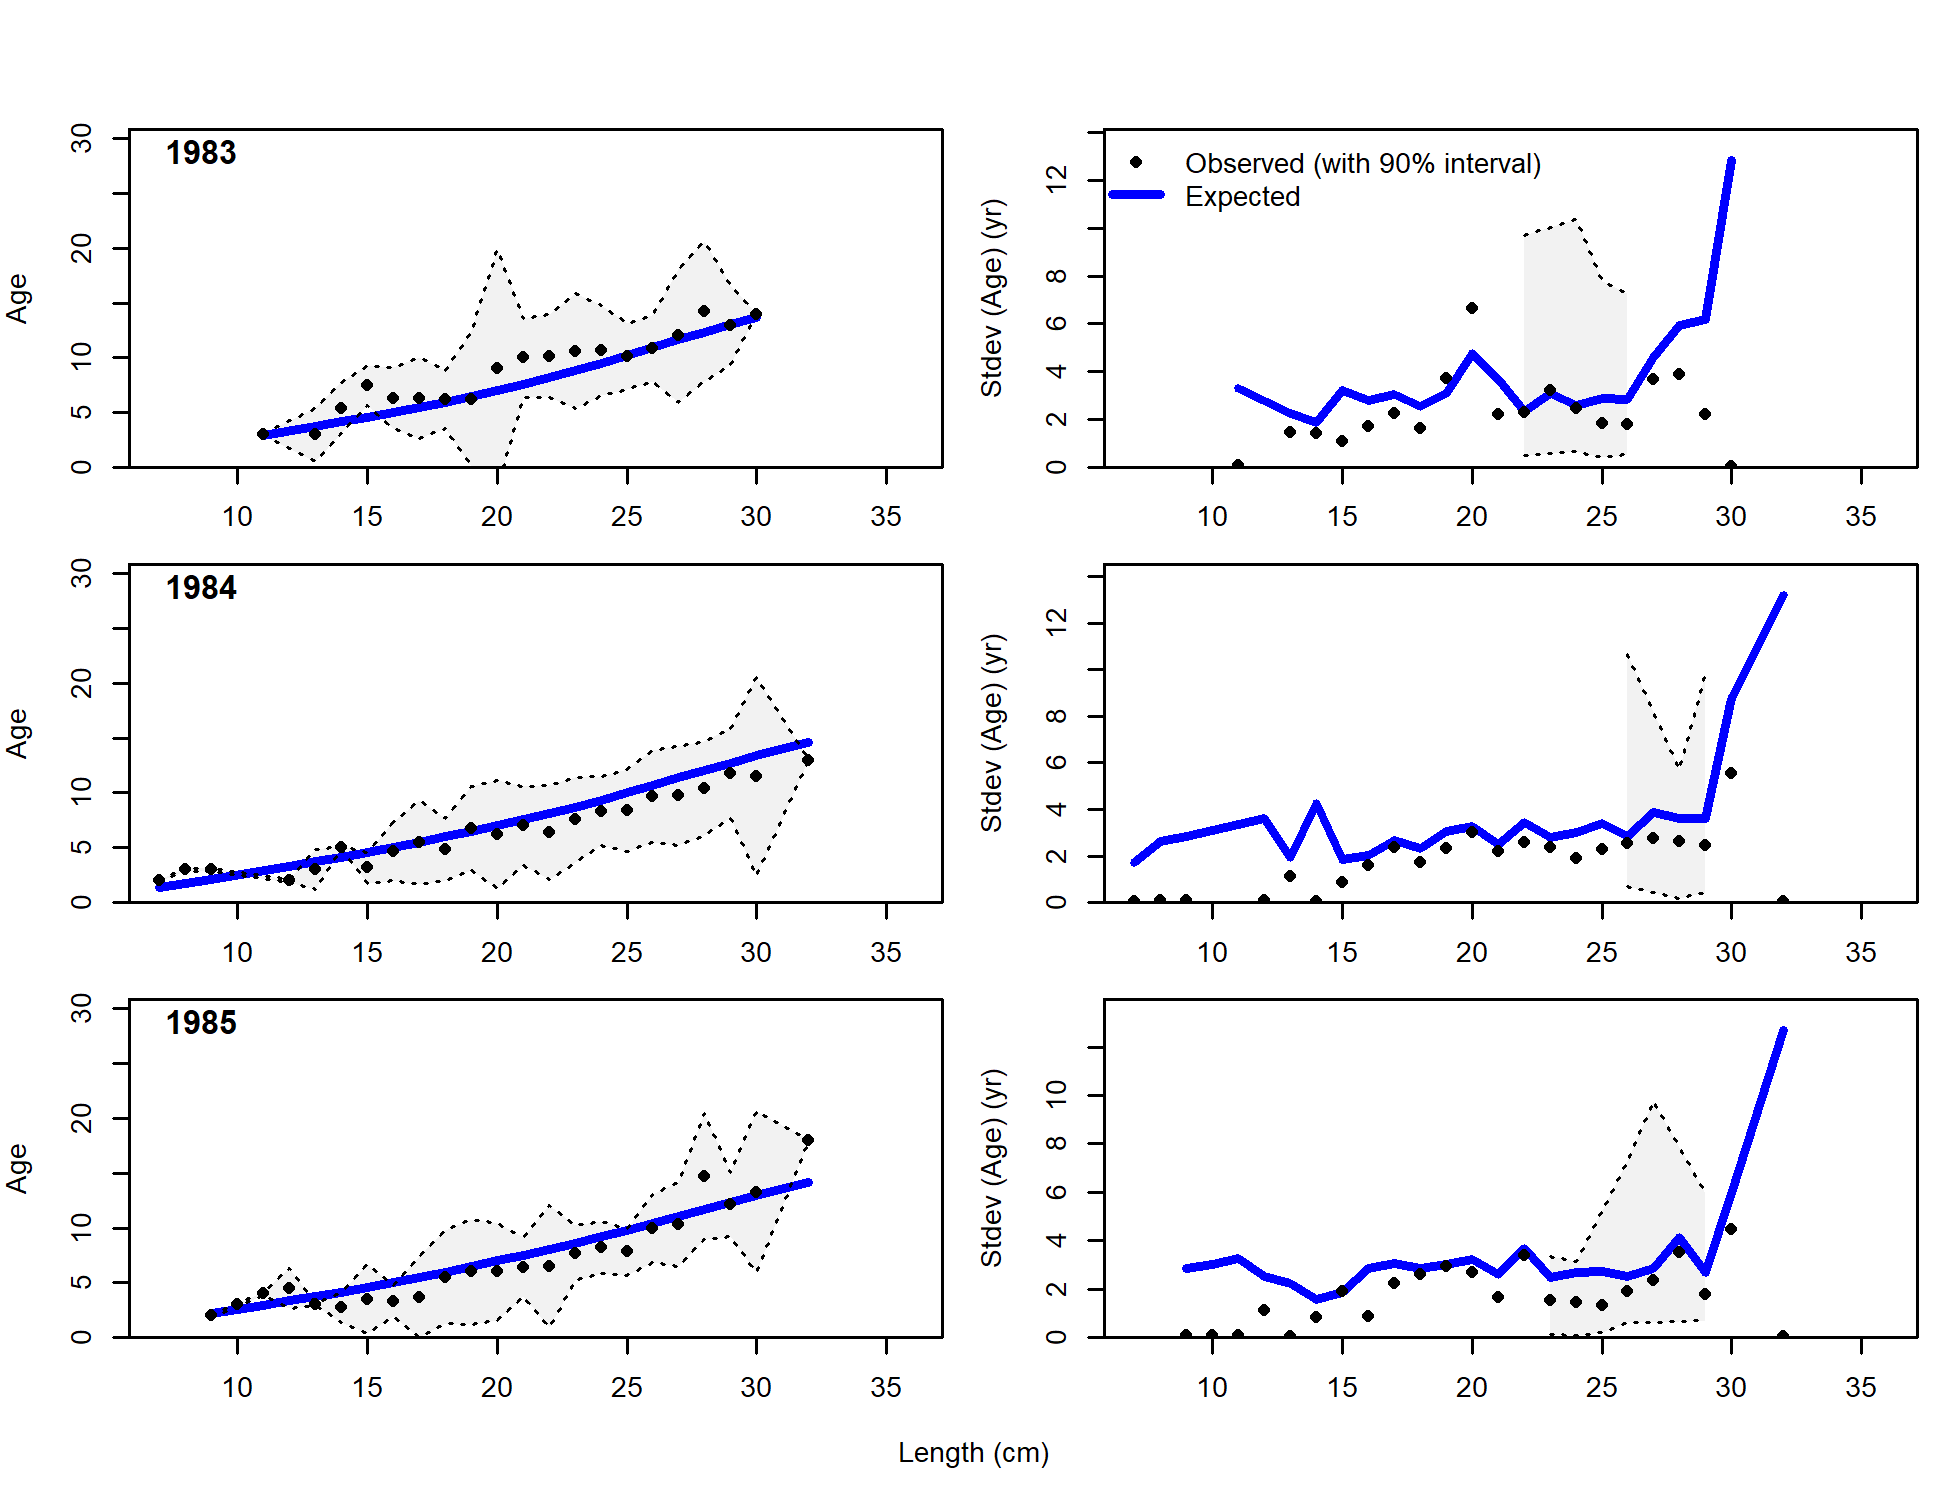 1983
Age
0 5 10 20 30
10 15 20 25 30 35
Observed (with 90% interval)
Expected
Stdev (Age) (yr)
0 2 4 6 8 12
10 15 20 25 30 35
1984
Age
0 5 10 20 30
10 15 20 25 30 35
Stdev (Age) (yr)
0 2 4 6 8 12
10 15 20 25 30 35
1985
Age
0 5 10 20 30
10 15 20 25 30 35
Stdev (Age) (yr)
0 2 4 6 8 10
10 15 20 25 30 35
Length (cm)